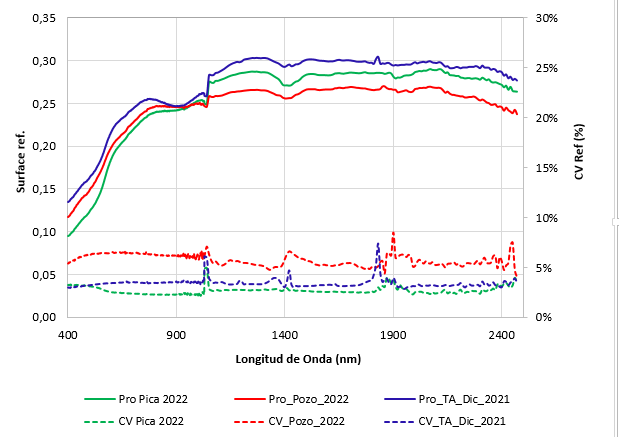 0,35
0,30
0,25
0,20
0,15
0,10
0,05
0,00
Surface ref.
30%
25%
20%
15%
10%
5%
0%
CV Ref (%)
400 900 1400 1900 2400
Longitud de Onda (nm)
Pro Pica 2022 Pro_Pozo_2022 Pro_TA_Dic_2021
CV Pica 2022 CV_Pozo_2022 CV_TA_Dic_2021